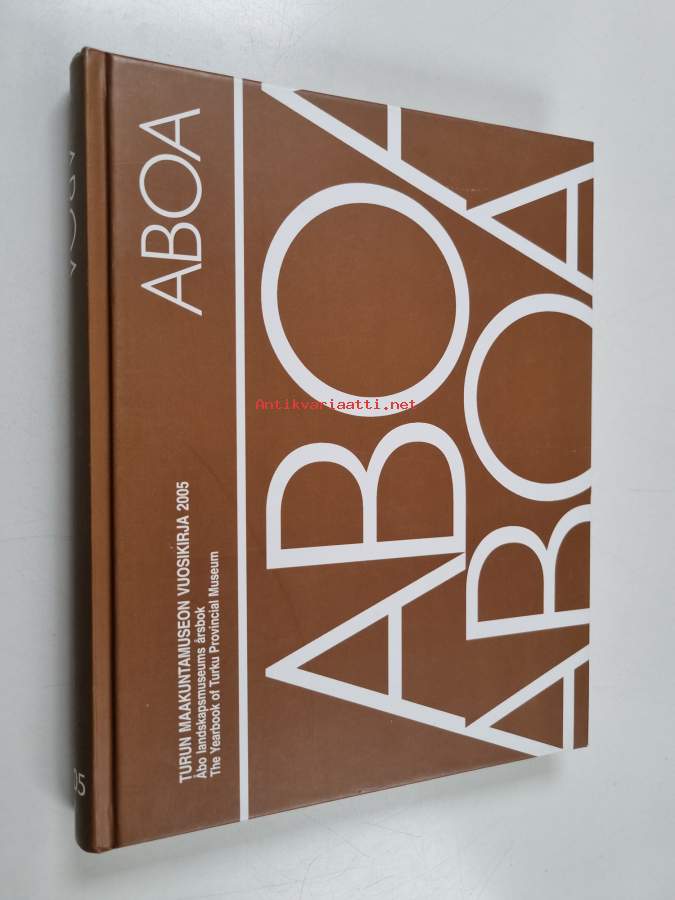 ABOA
TURUN MAAKUNTAMUSEON VUOSIKIRJA 2005
Åbo landskapsmuseums årsbok
The Yearbook of Turku Provincial Museum
ABOA
ABOA
ABOA
05
Antikvariaatti.net